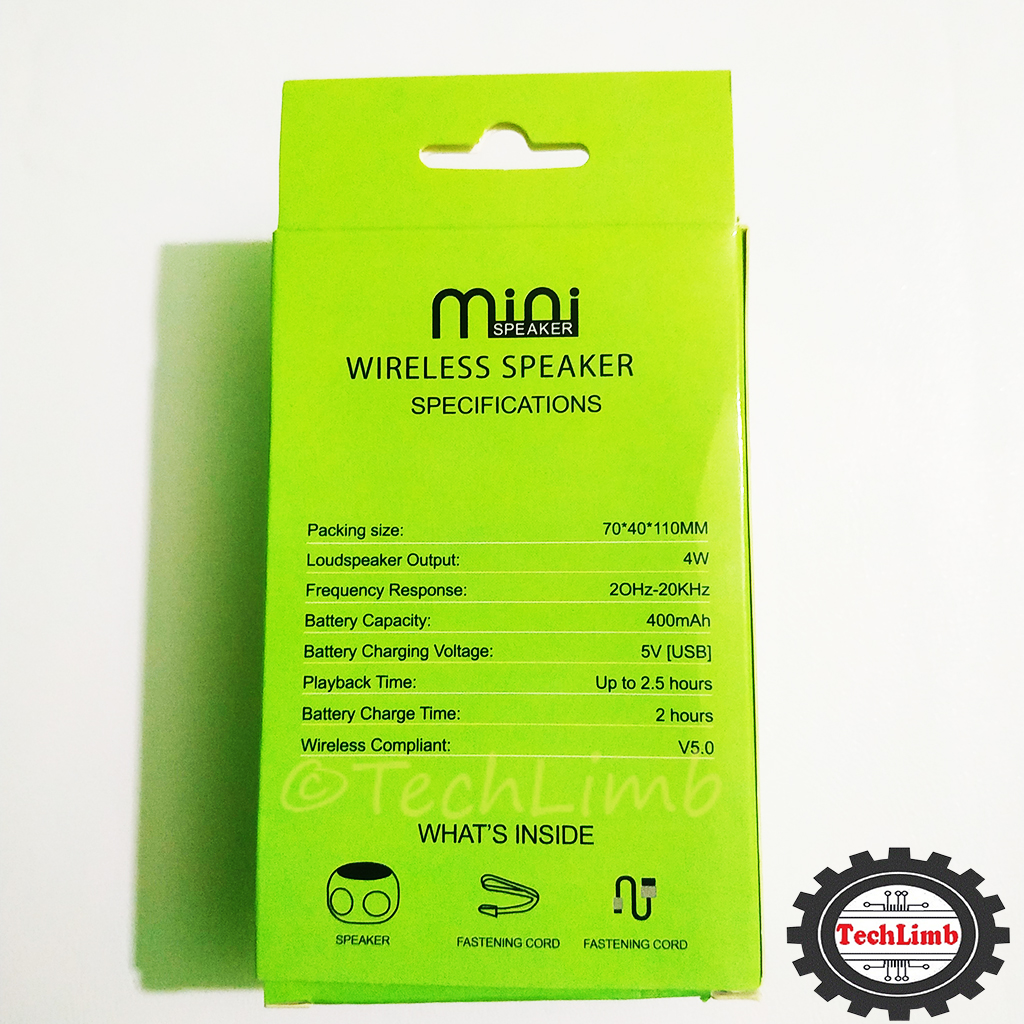 mini
SPEAKER
WIRELESS SPEAKER
SPECIFICATIONS
Packing size: 70*40*110MM
Loudspeaker Output: 4W
Frequency Response: 2OHz-20KHz
Battery Capacity: 400mAh
Battery Charging Voltage: 5V [USB]
Playback Time: Up to 2.5 hours
Battery Charge Time: 2 hours
Wireless Compliant: V5.0
©TechLimb
WHAT'S INSIDE
SPEAKER FASTENING CORD FASTENING CORD
TechLimb